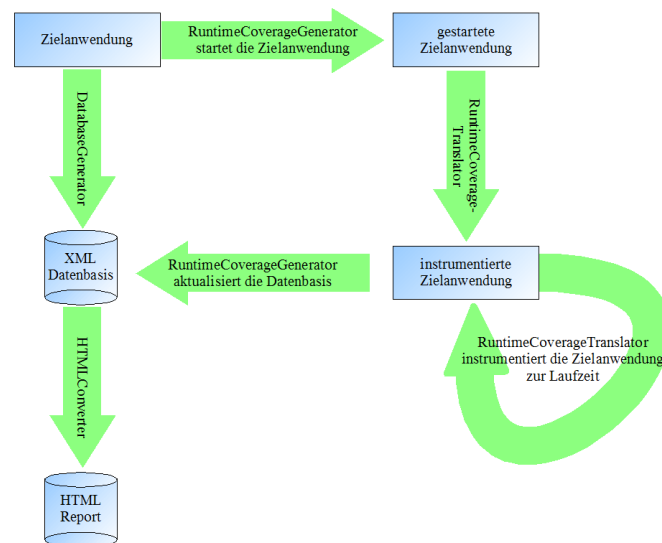 Zielanwendung
RuntimeCoverageGenerator
startet die Zielanwendung
gestartete
Zielanwendung
DatabaseGenerator
RuntimeCoverage-
Translator
XML
Datenbasis
RuntimeCoverageGenerator
aktualisiert die Datenbasis
instrumentierte
Zielanwendung
RuntimeCoverageTranslator
instrumentiert die Zielanwendung
zur Laufzeit
HTMLConverter
HTML
Report